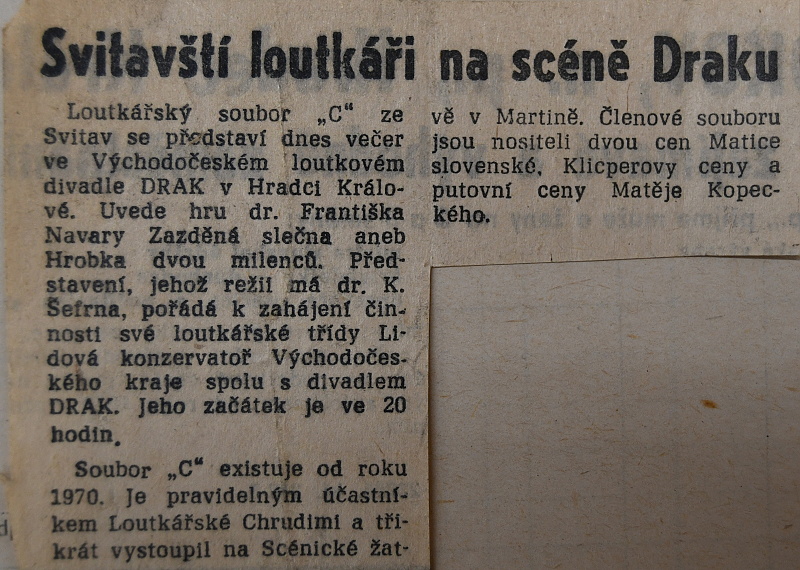 Svitavští loutkáři na scéně Draku
Loutkářský soubor „C“ ze
Svitav se představí dnes večer
ve Východočeském loutkovém
divadle DRAK v Hradci Králo-
vé. Uvede hru dr. Františka
Navary Zazděná slečna aneb
Hrobka dvou milenců. Před-
stavení, jehož režii má dr. K.
Šefrna, pořádá k zahájení čin-
nosti své loutkářské třídy Li-
dová konzervatoř Východočes-
kého kraje spolu s divadlem
DRAK. Jeho začátek je ve 20
hodin.
Soubor „C“ existuje od roku
1970. Je pravidelným účastní-
kem Loutkářské Chrudimi a tři-
krát vystoupil na Scénické žat-
vě v Martině. Členové souboru
jsou nositeli dvou cen Matice
slovenské, Klicperovy ceny a
putovní ceny Matěje Kopec-
kého.